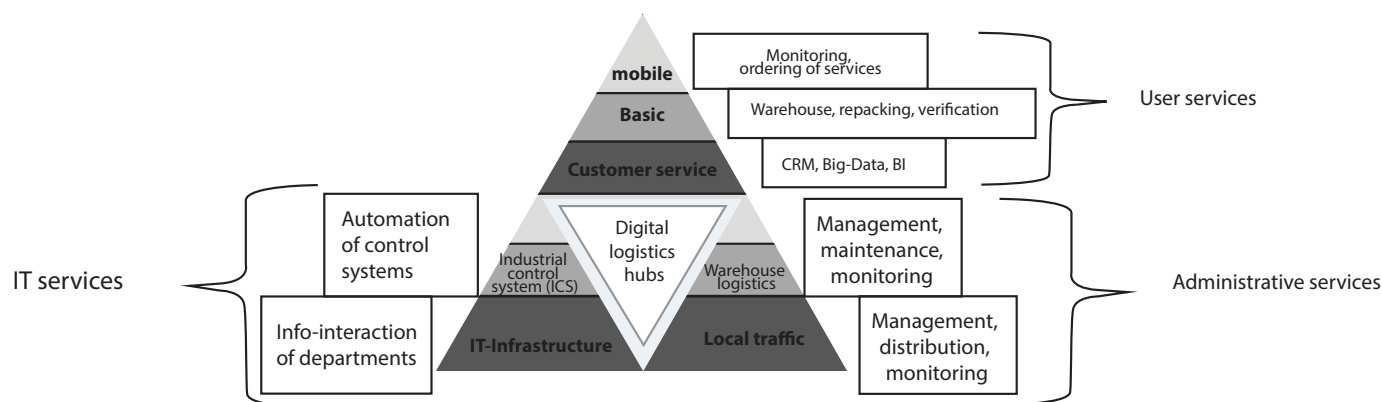 mobile
Basic
Customer service
Monitoring,
ordering of services
Warehouse, repacking, verification
CRM, Big-Data, BI
User services
IT services
Automation
of control
systems
Info-interaction
of departments
Industrial
control
system (ICS)
IT-Infrastructure
Digital
logistics
hubs
Warehouse
logistics
Local traffic
Management,
maintenance,
monitoring
Management,
distribution,
monitoring
Administrative services